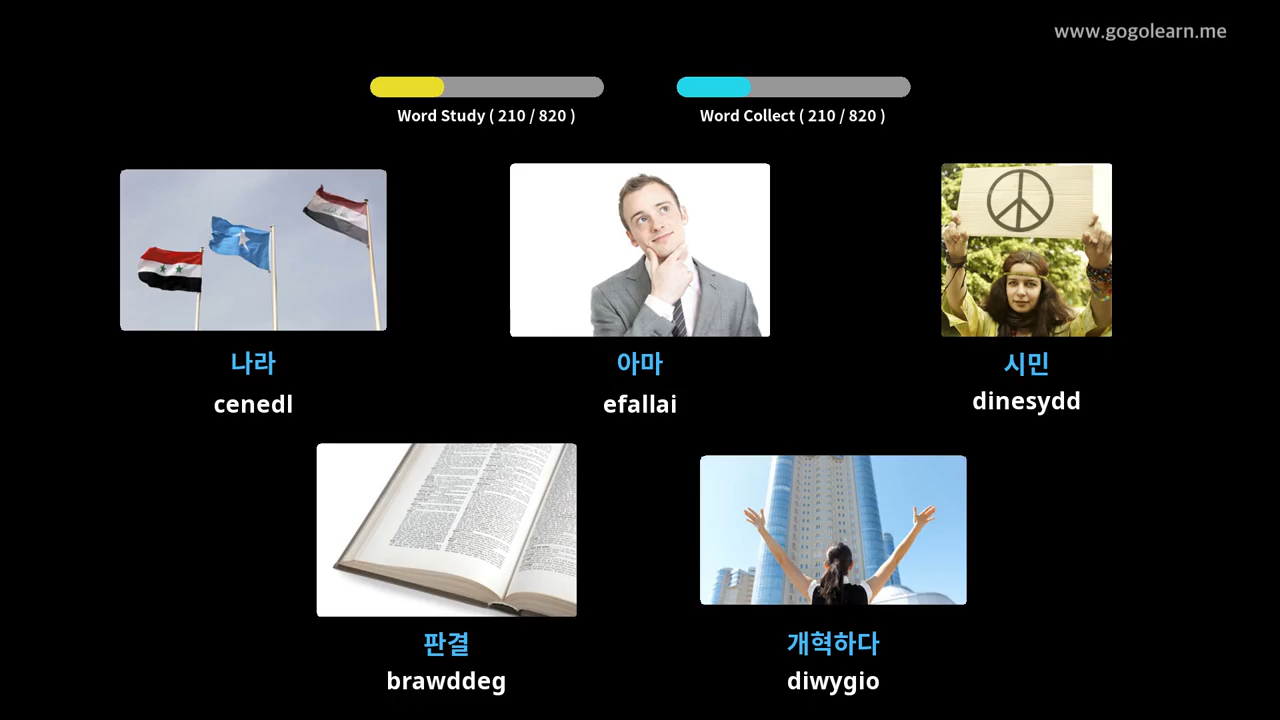 www.gogolearn.me
Word Study ( 210 / 820 )
Word Collect ( 210 / 820 )
나라
cenedl
아마
efallai
시민
dinesydd
판결
brawddeg
개혁하다
diwygio